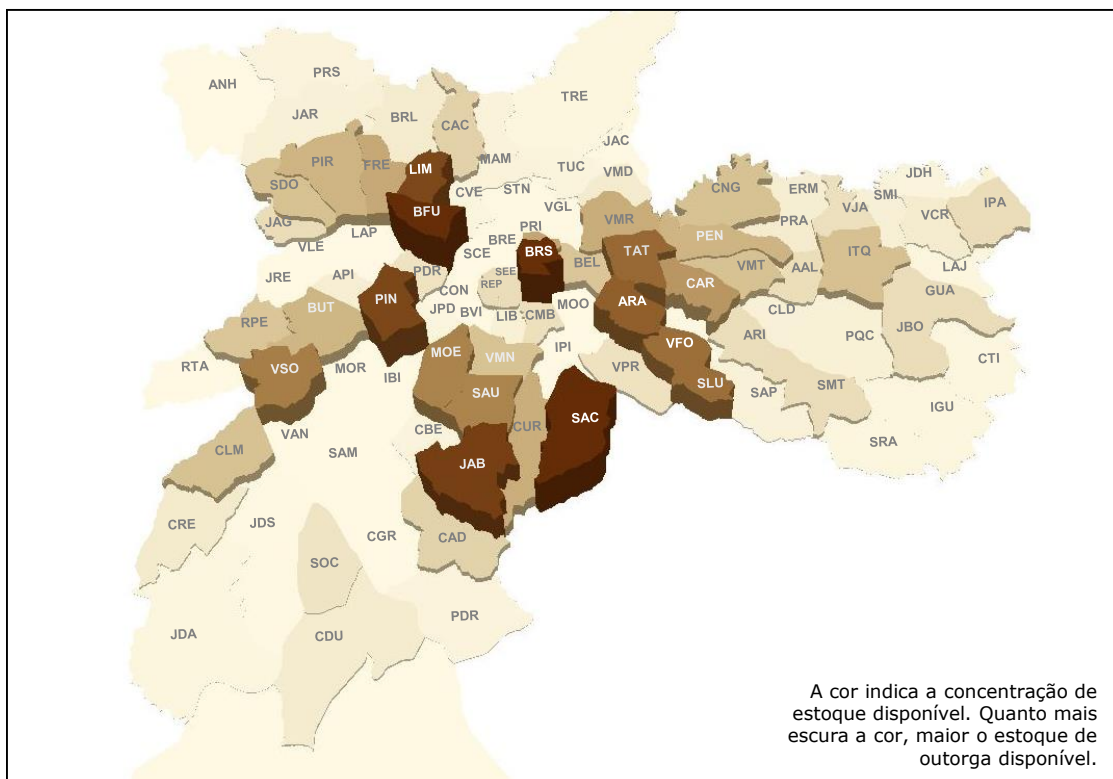 ANH
PRS
TRE
JAR
BRL
CAC
JAC
PIR
FRE
LIM
MAM
TUC
VMD
SDO
CVE
STN
CNG
ERM
JDH
SMI
IPA
JAG
BFU
VGL
VMR
PRA
VJA
VCR
VLE
LAP
BRE
PRI
TAT
PEN
ITQ
SCE
BRS
BEL
VMT
AAL
LAJ
JRE
API
PDR
SEE
REP
CAR
GUA
CON
PIN
JPD
BVI
LIB
CMB
MOO
ARA
CLD
RPE
BUT
ARI
PQC
JBO
MOE
VMN
IPI
VFO
CTI
RTA
VSO
MOR
IBI
VPR
SAU
SLU
SAP
SMT
IGU
SAC
CBE
CUR
VAN
CLM
SAM
SRA
JAB
CRE
JDS
CGR
CAD
SOC
PDR
JDA
CDU
A cor indica a concentração de
estoque disponível. Quanto mais
escura a cor, maior o estoque de
outorga disponível.